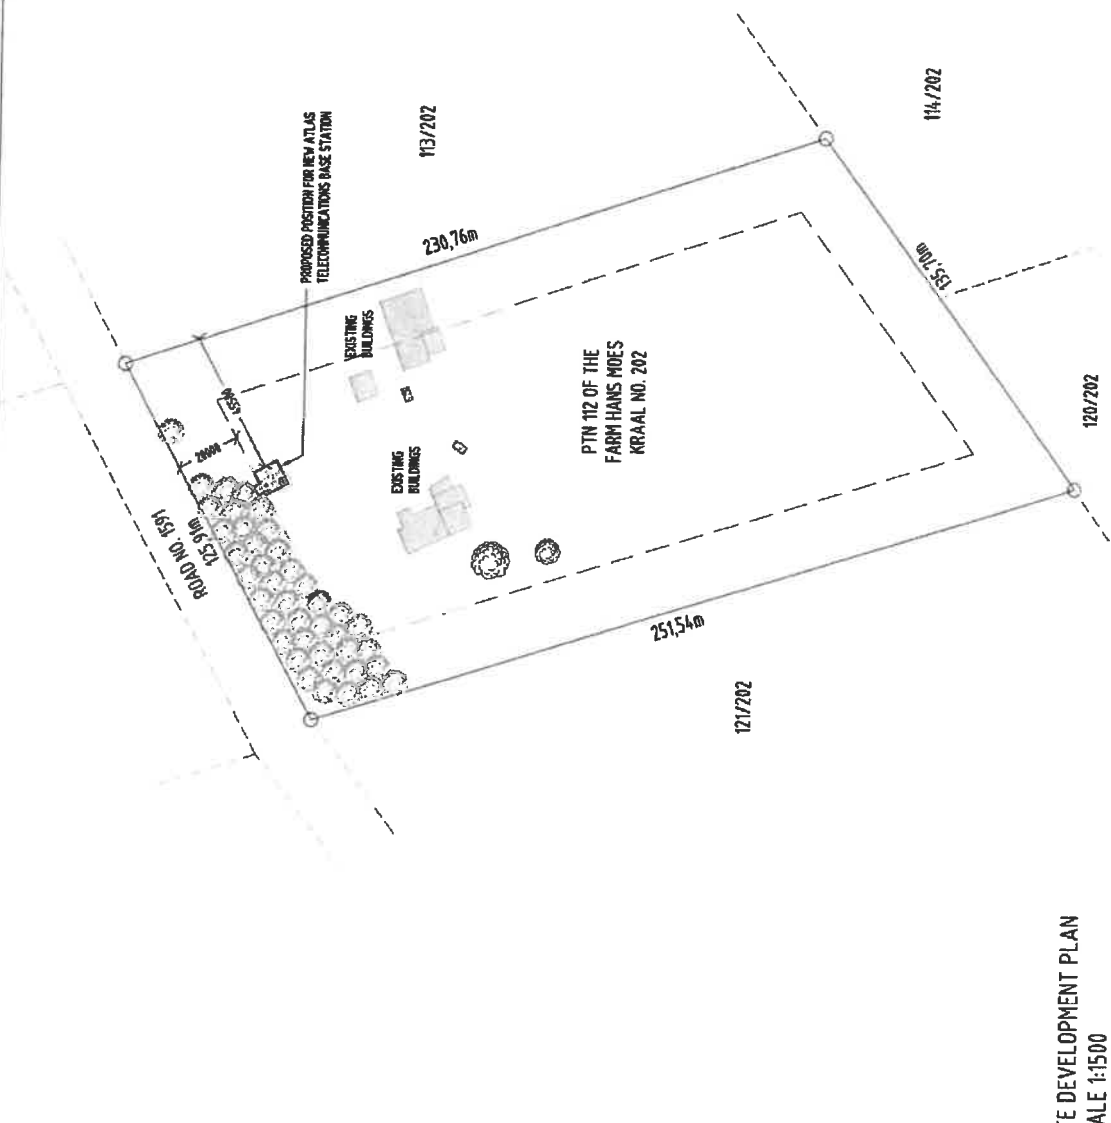 PROPOSED POSITION FOR NEW ATLAS
TELECOMMUNICATIONS BASE STATION
113/202
114/202
230,76m
EXISTING
BUILDINGS
20000
ROAD NO. 1591
125,91m
EXISTING
BUILDINGS
PTN 112 OF THE
FARM HANS MOES
KRAAL NO. 202
135,70m
120/202
251,54m
121/202
TE DEVELOPMENT PLAN
ALE 1:1500